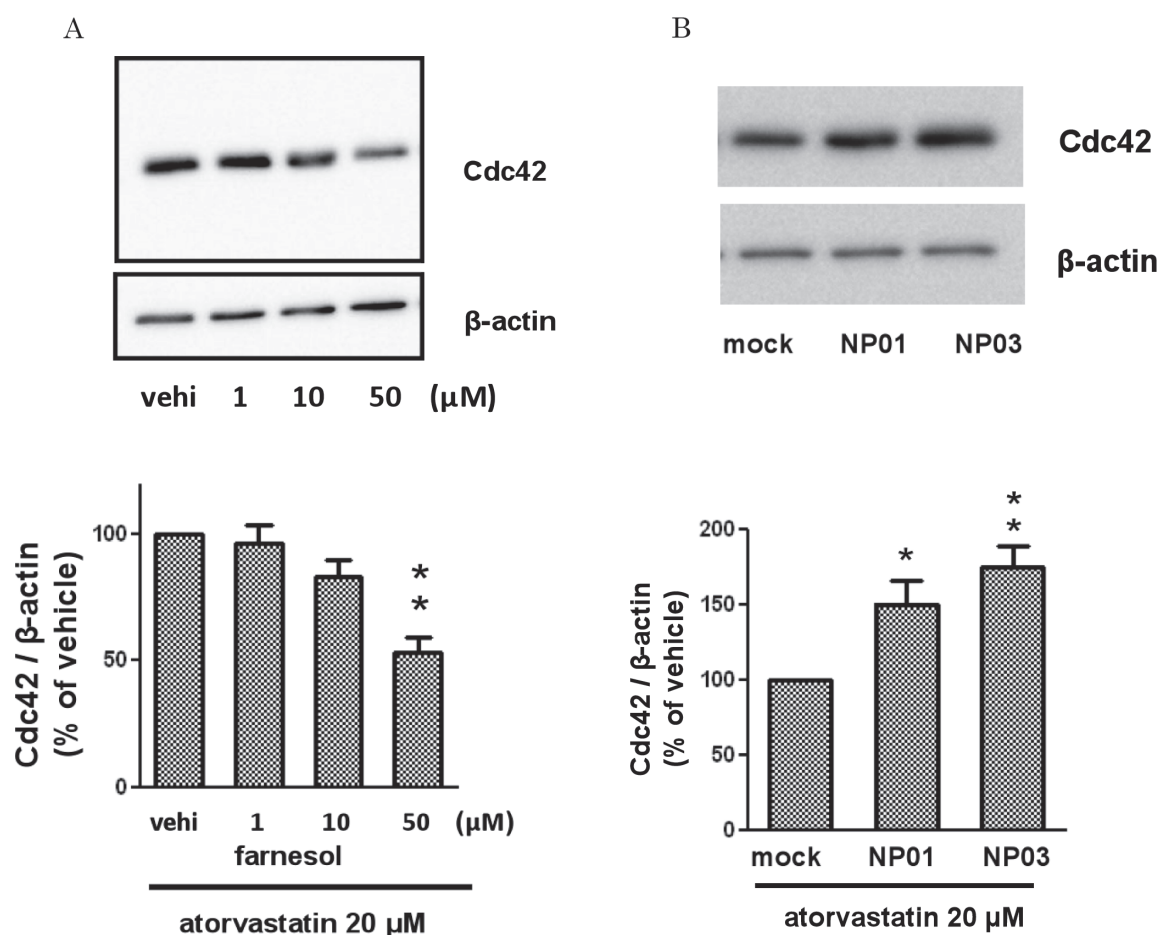 A
Cdc42
β-actin
vehi 1 10 50 (µM)
Cdc42 / β-actin
(% of vehicle)
100
50
0
* *
vehi 1 10 50 (µM)
farnesol
atorvastatin 20 µM
B
Cdc42
β-actin
mock NP01 NP03
Cdc42 / β-actin
(% of vehicle)
200
150
100
50
0
*
* *
mock NP01 NP03
atorvastatin 20 µM